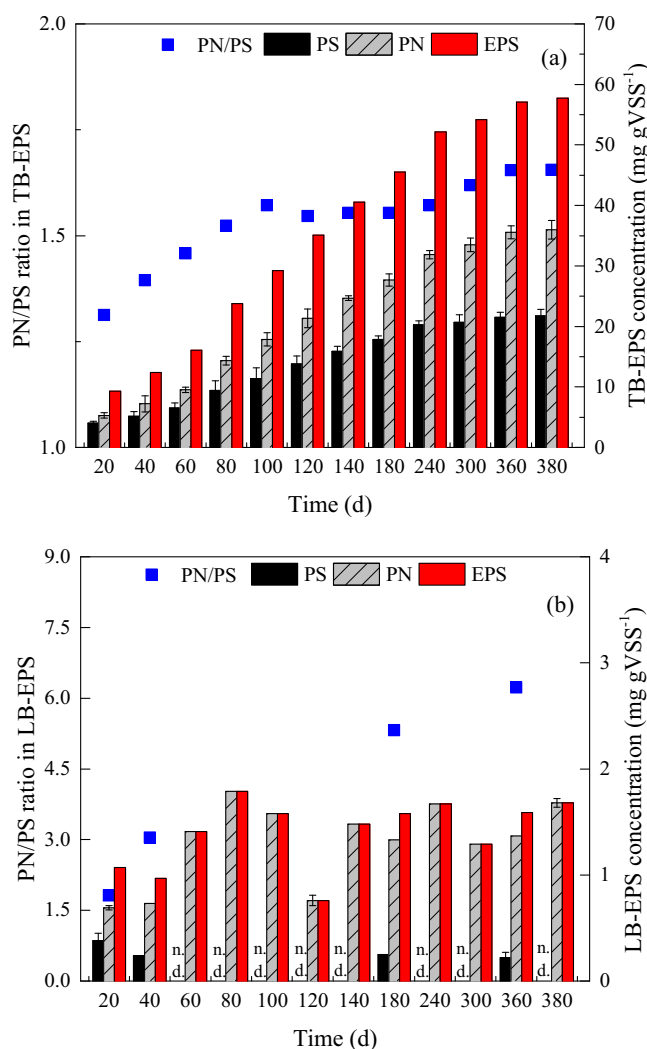 2.0
1.5
1.0
PN/PS ratio in TB-EPS
PN/PS PS PN EPS
(a)
70
60
50
40
30
20
10
0
TB-EPS concentration (mg gVSS-1)
20 40 60 80 100 120 140 180 240 300 360 380
Time (d)
9.0
7.5
6.0
4.5
3.0
1.5
0.0
PN/PS ratio in LB-EPS
PN/PS PS PN EPS
(b)
4
3
2
1
0
LB-EPS concentration (mg gVSS-1)
n. n. n. n. n. n. n. n.
d. d. d. d. d. d. d. d.
20 40 60 80 100 120 140 180 240 300 360 380
Time (d)